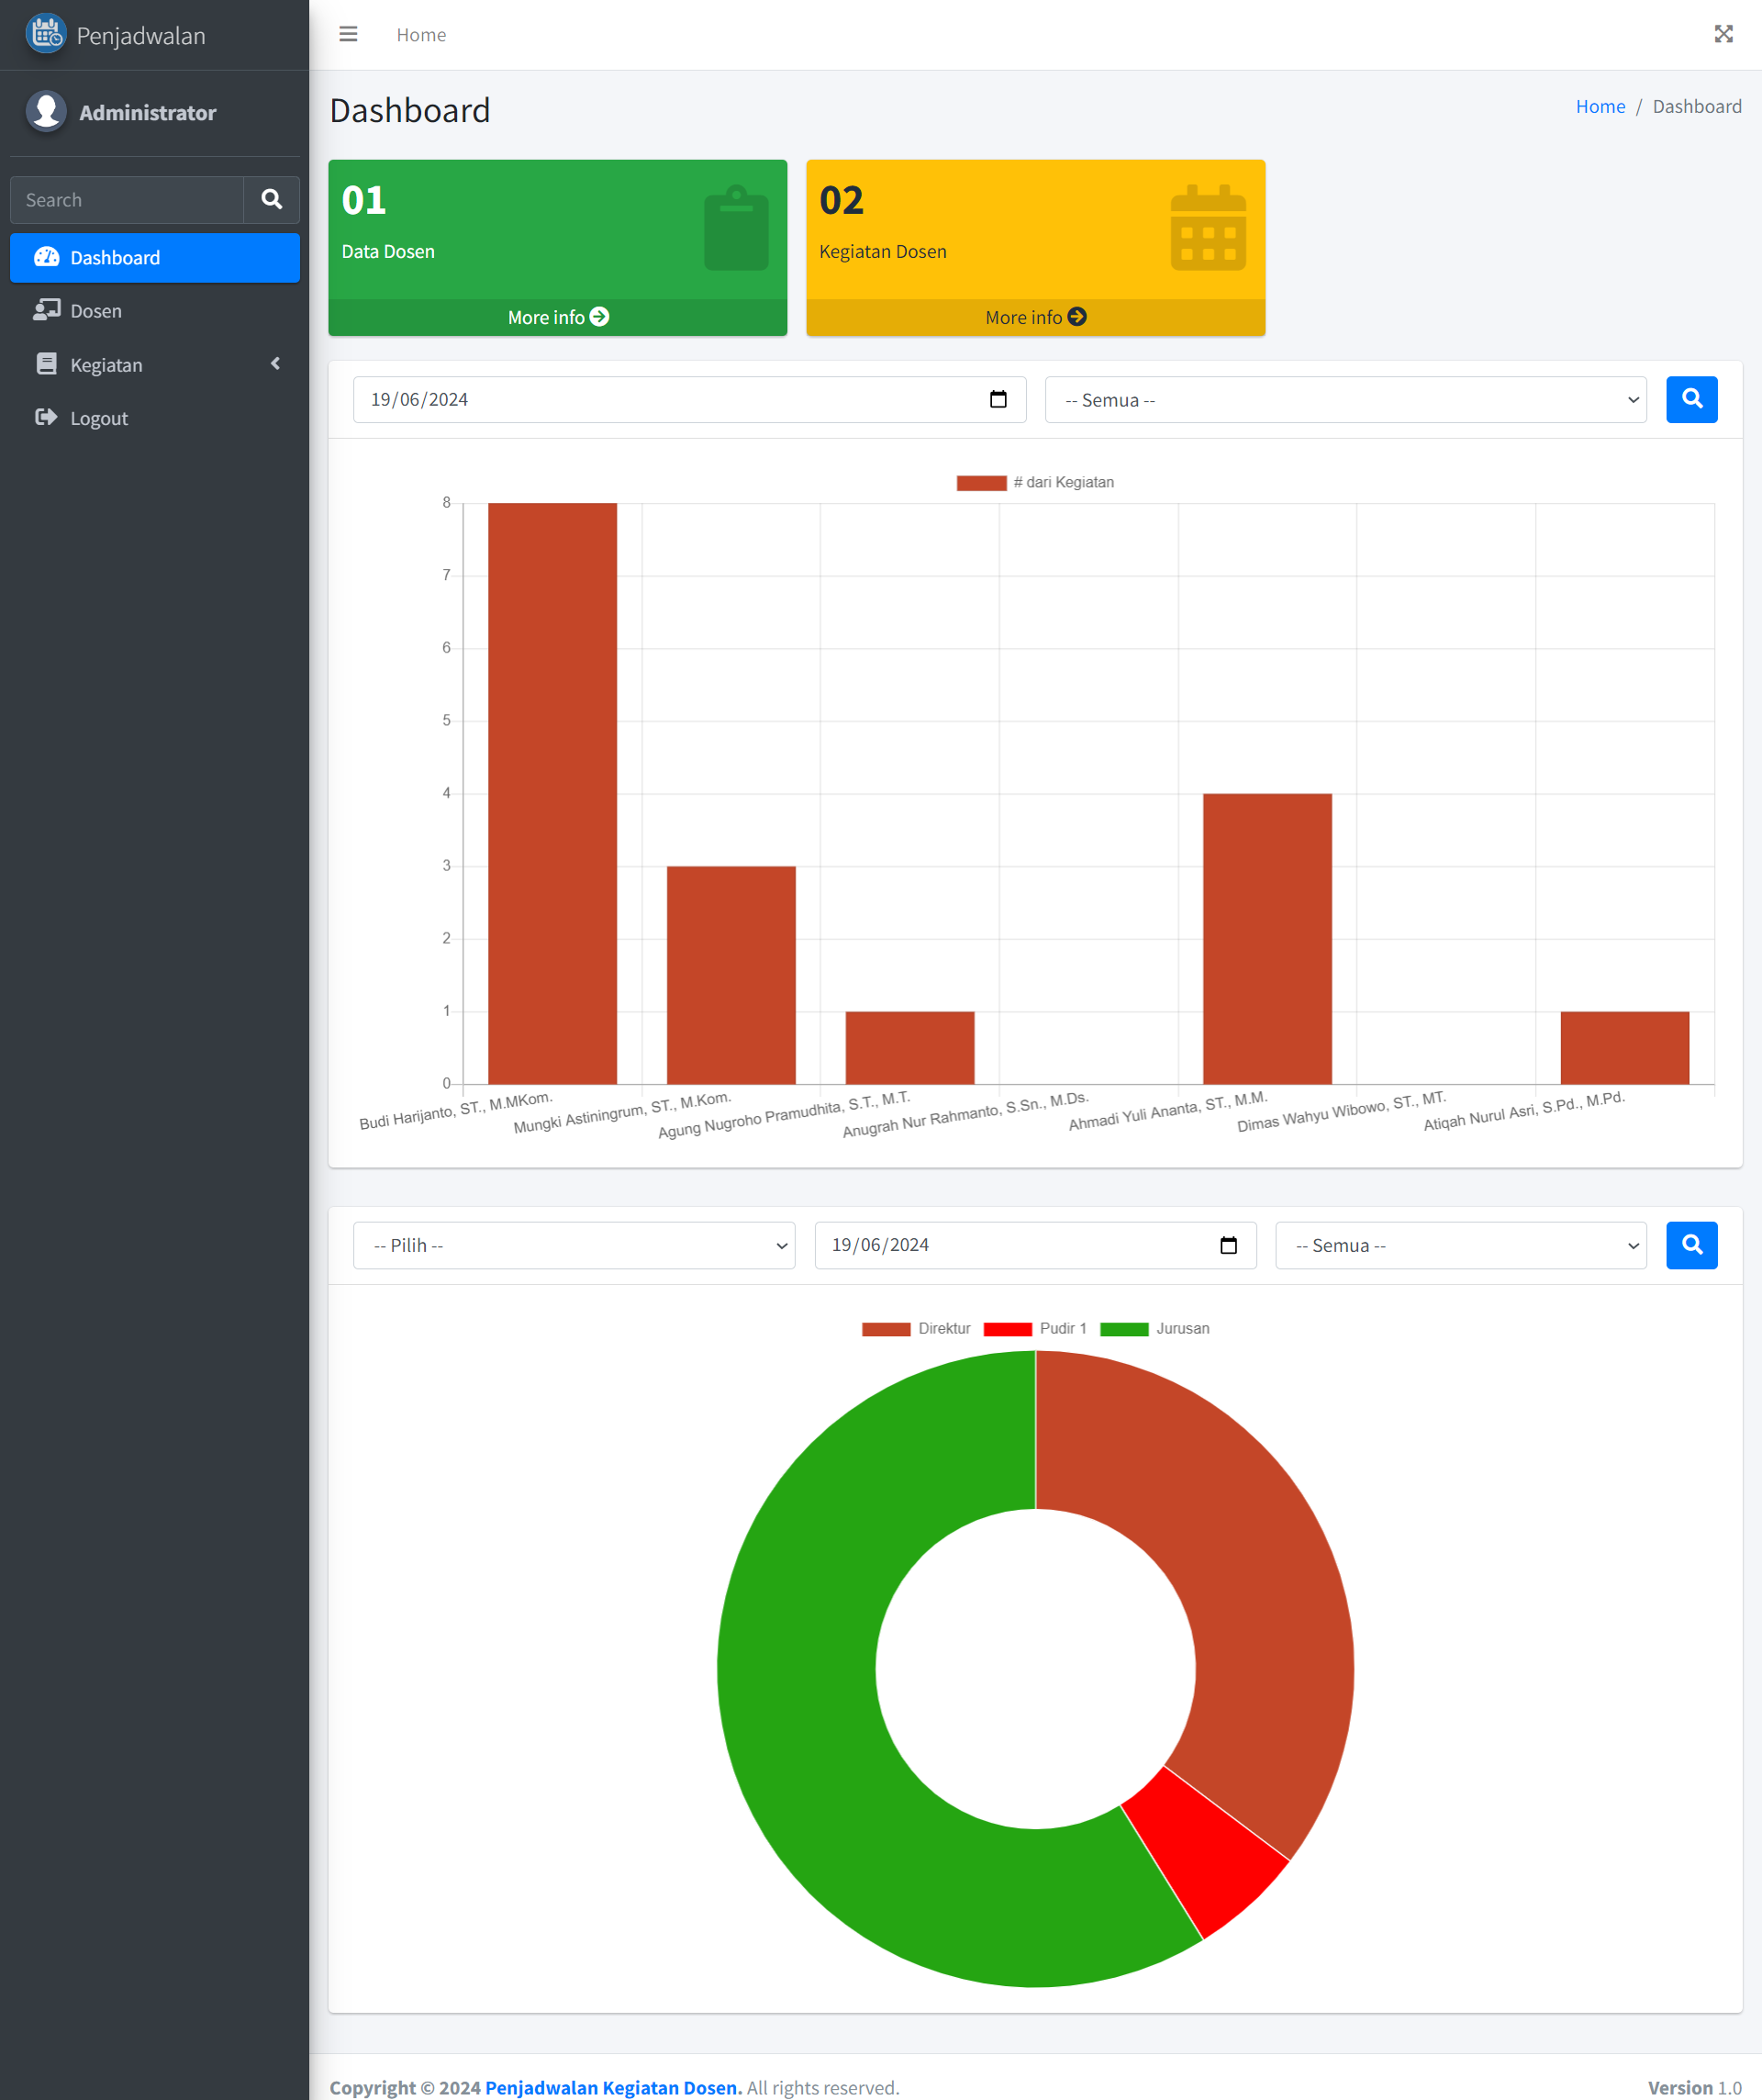 Penjadwalan
Home
Administrator
Search
Dashboard
Dosen
Kegiatan
Logout
Dashboard
Home / Dashboard
01
Data Dosen
More info
02
Kegiatan Dosen
More info
19/06/2024
-- Semua --
# dari Kegiatan
8
7
6
5
4
3
2
1
0
Budi Harijanto, ST., M.MKom.
Mungki Astiningrum, ST., M.Kom.
Agung Nugroho Pramudhita, S.T., M.T.
Anugrah Nur Rahmanto, S.Sn., M.Ds.
Ahmadi Yuli Ananta, ST., M.M.
Dimas Wahyu Wibowo, ST., MT.
Atiqah Nurul Asri, S.Pd., M.Pd.
-- Pilih --
19/06/2024
-- Semua --
Direktur
Pudir 1
Jurusan
Copyright © 2024 Penjadwalan Kegiatan Dosen. All rights reserved.
Version 1.0